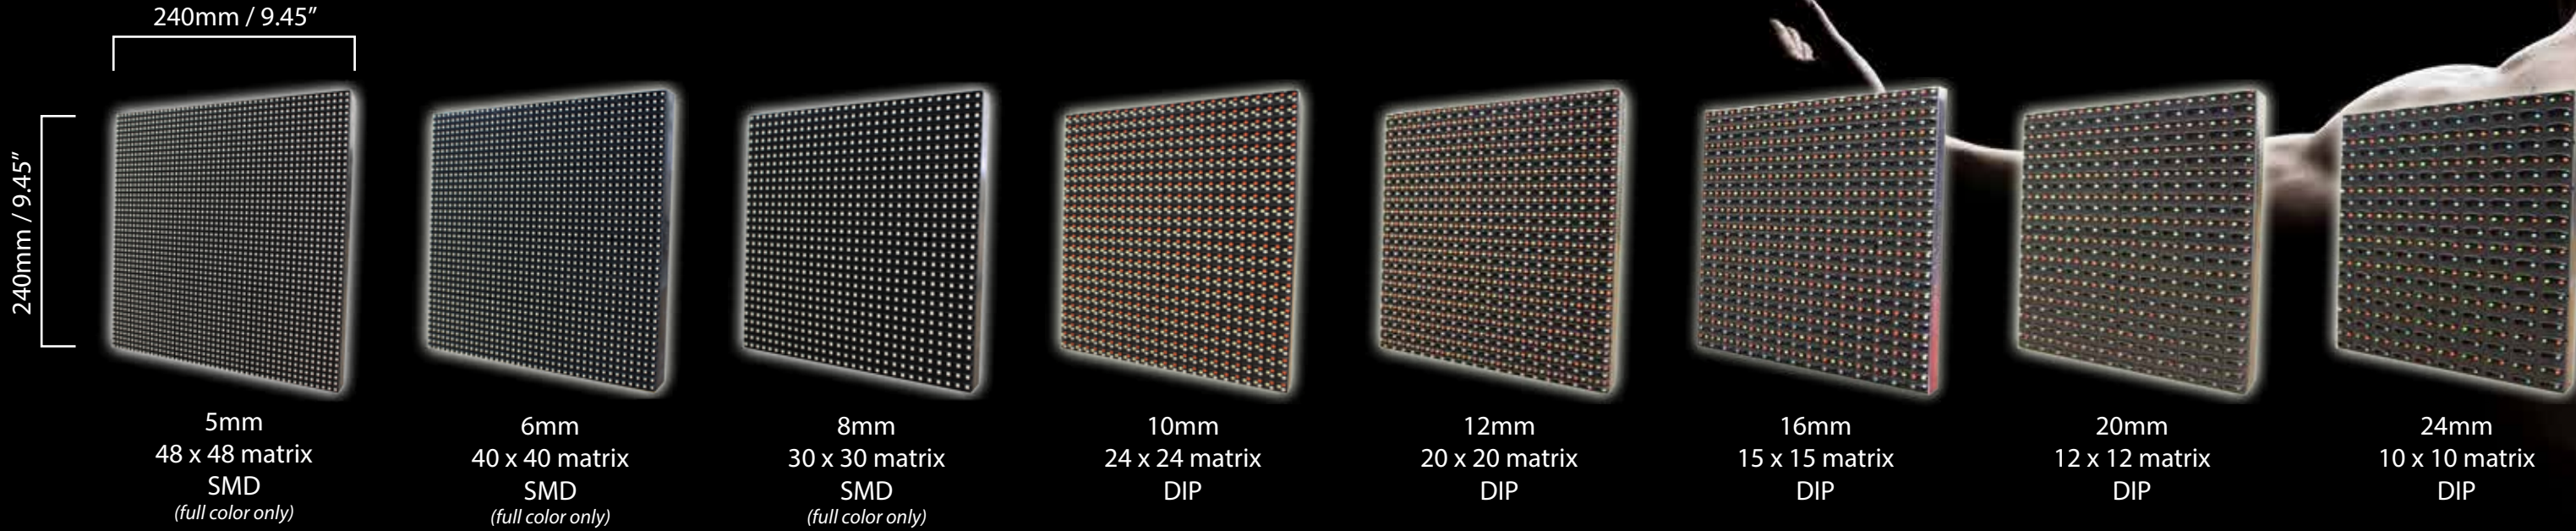 240mm / 9.45”
240mm / 9.45”
5mm
48 x 48 matrix
SMD
(full color only)
6mm
40 x 40 matrix
SMD
(full color only)
8mm
30 x 30 matrix
SMD
(full color only)
10mm
24 x 24 matrix
DIP
12mm
20 x 20 matrix
DIP
16mm
15 x 15 matrix
DIP
20mm
12 x 12 matrix
DIP
24mm
10 x 10 matrix
DIP